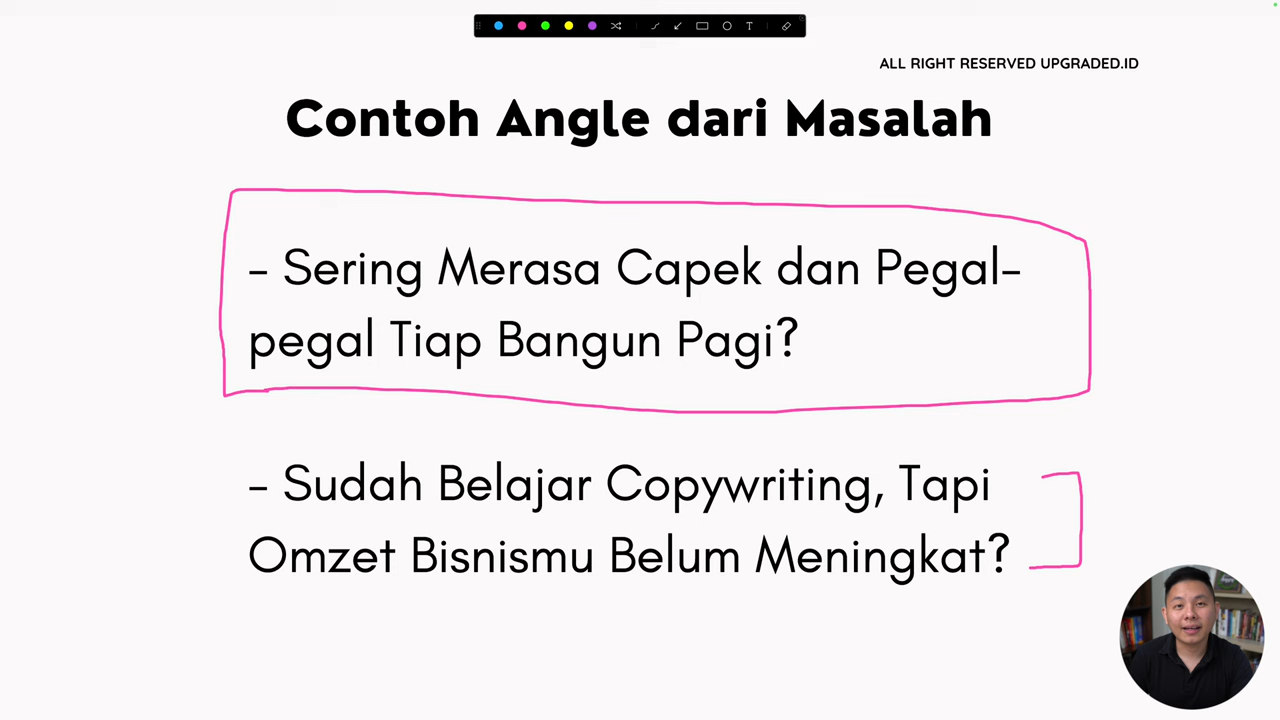 ALL RIGHT RESERVED UPGRADED.ID
Contoh Angle dari Masalah
- Sering Merasa Capek dan Pegal-
pegal Tiap Bangun Pagi?
- Sudah Belajar Copywriting, Tapi
Omzet Bisnismu Belum Meningkat?